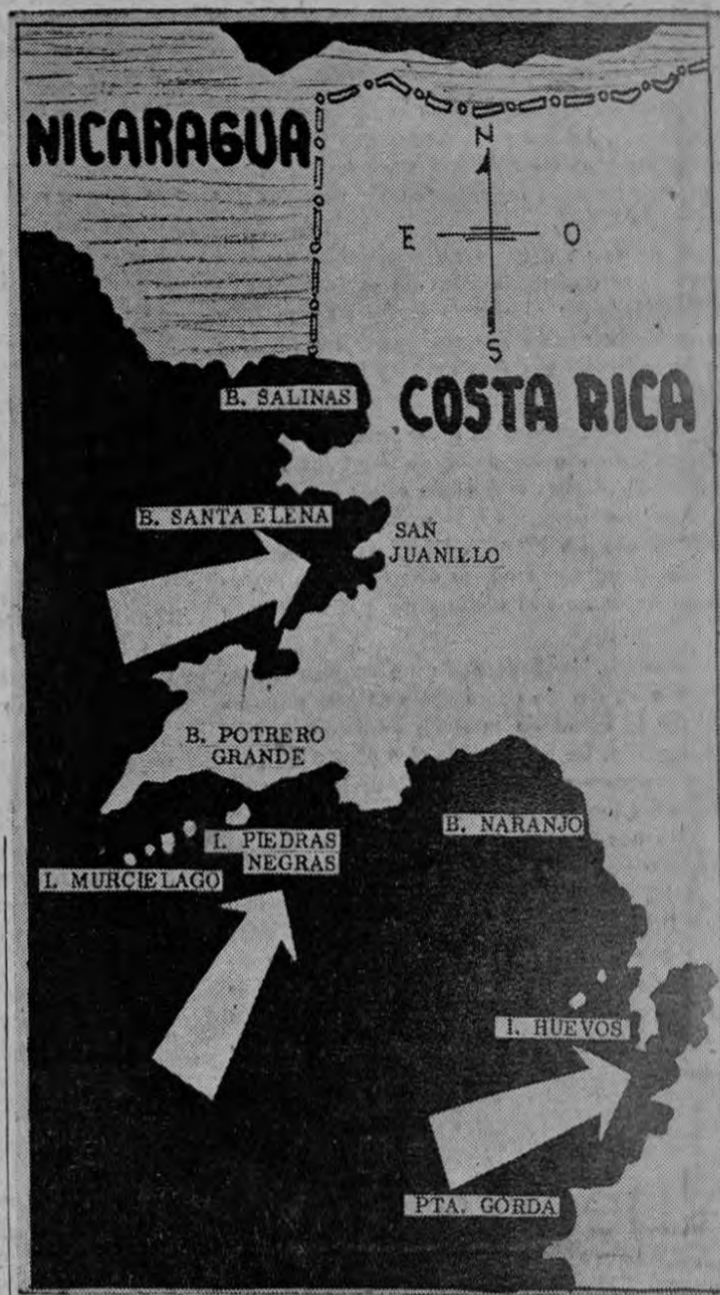 NICARAGUA
N
E
O
S
B. SALINAS
COSTA RICA
B. SANTA ELENA
SAN
JUANILLO
B. POTRERO
GRANDE
B. NARANJO
I. PIEDRAS
NEGRAS
I. MURCIELAGO
I. HUEVOS
PTA. GORDA